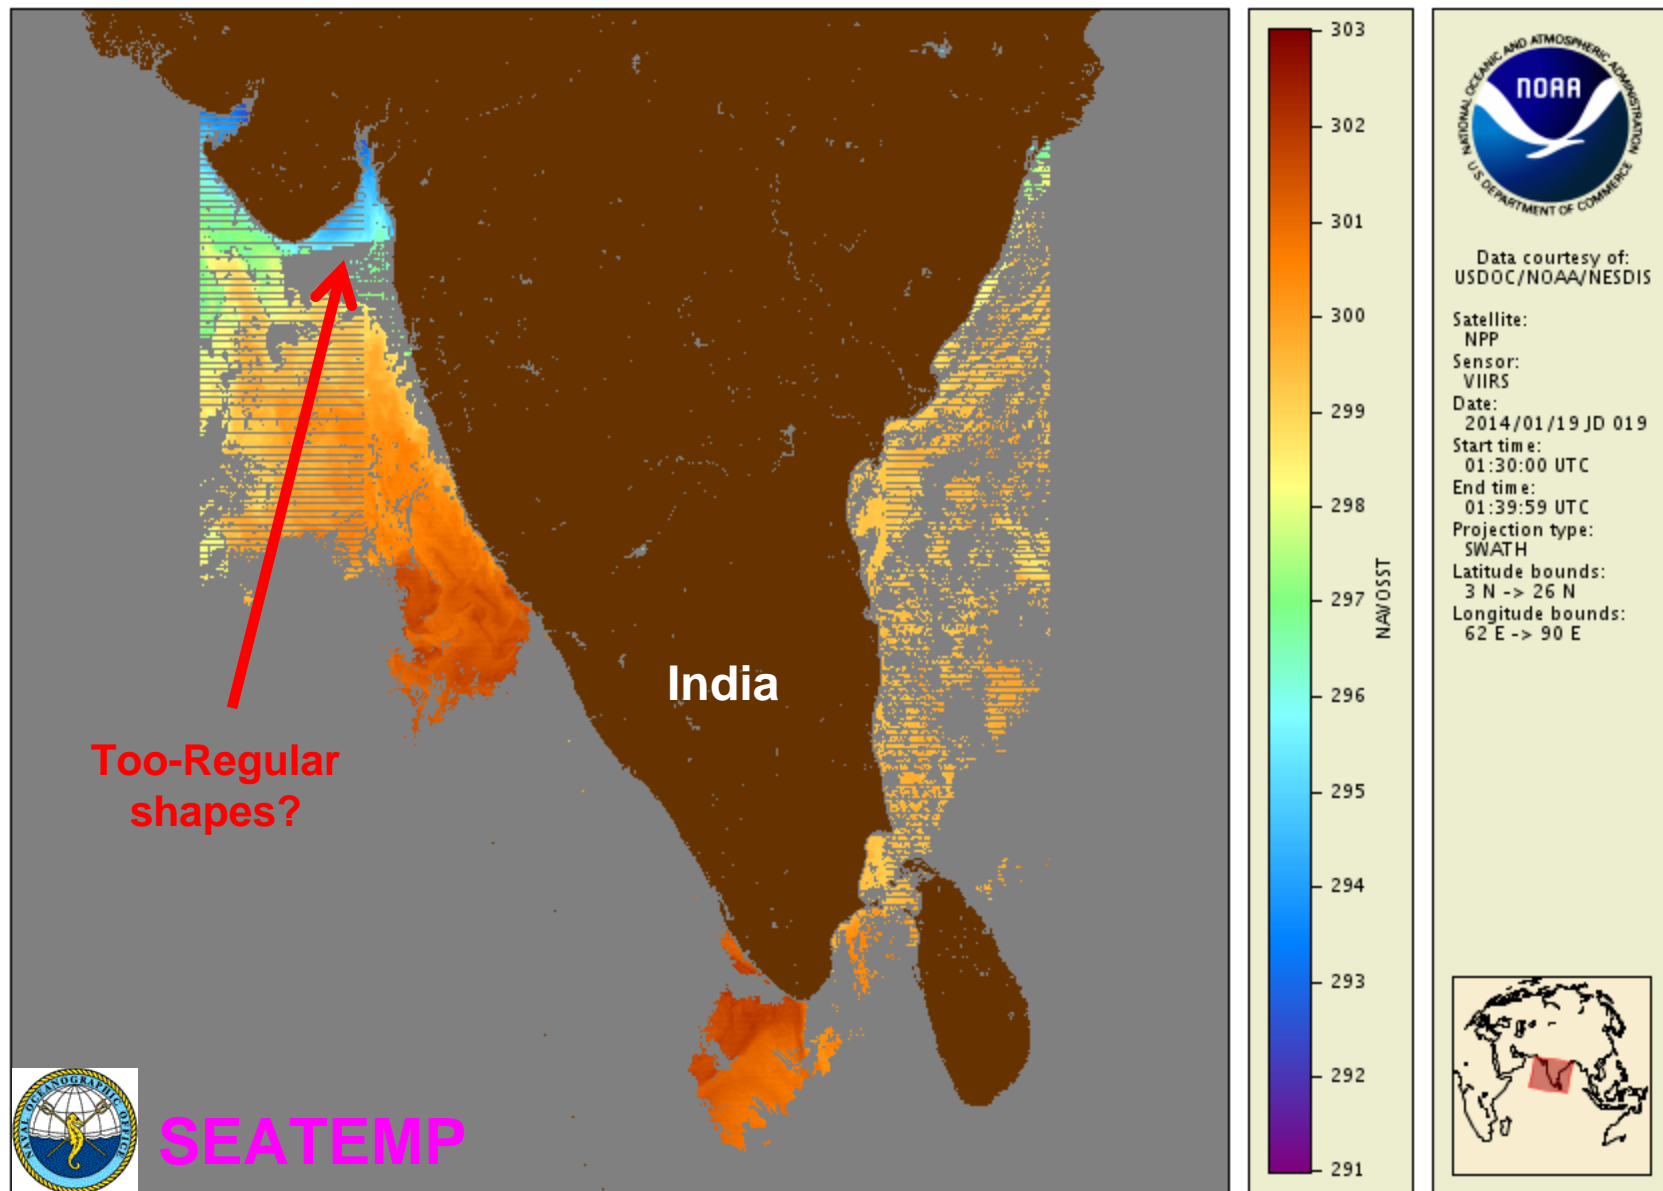 India
Too-Regular
shapes?
SEATEMP
NAVAL OCEANOGRAPHIC OFFICE
303
302
301
300
299
298
297
296
295
294
293
292
291
NAVOSST
NATIONAL OCEANIC AND ATMOSPHERIC ADMINISTRATION
U.S. DEPARTMENT OF COMMERCE
NOAA
Data courtesy of:
USDOC/NOAA/NESDIS
Satellite:
NPP
Sensor:
VIIRS
Date:
2014/01/19 JD 019
Start time:
01:30:00 UTC
End time:
01:39:59 UTC
Projection type:
SWATH
Latitude bounds:
3 N -> 26 N
Longitude bounds:
62 E -> 90 E